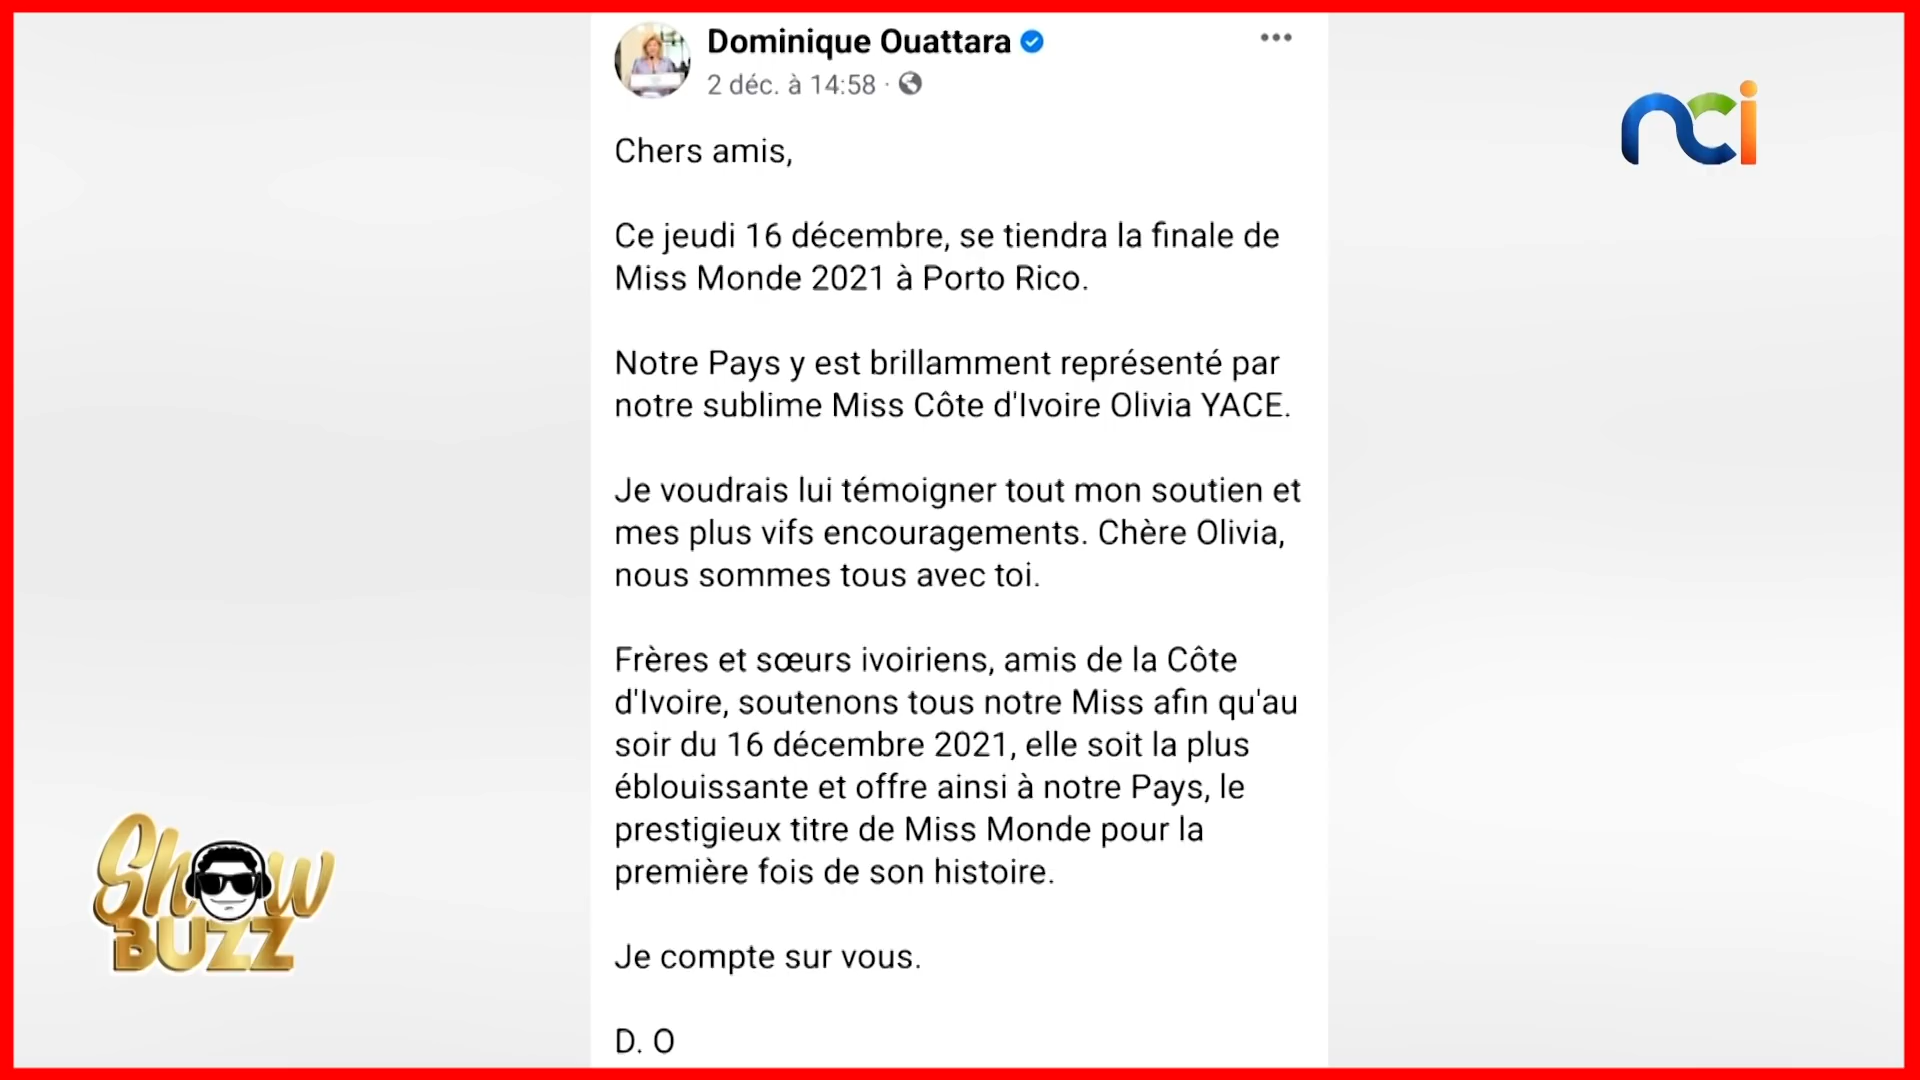 Dominique Ouattara
2 déc. à 14:58 ·
nci
Chers amis,
Ce jeudi 16 décembre, se tiendra la finale de
Miss Monde 2021 à Porto Rico.
Notre Pays y est brillamment représenté par
notre sublime Miss Côte d'Ivoire Olivia YACE.
Je voudrais lui témoigner tout mon soutien et
mes plus vifs encouragements. Chère Olivia,
nous sommes tous avec toi.
Frères et sœurs ivoiriens, amis de la Côte
d'Ivoire, soutenons tous notre Miss afin qu'au
soir du 16 décembre 2021, elle soit la plus
éblouissante et offre ainsi à notre Pays, le
prestigieux titre de Miss Monde pour la
première fois de son histoire.
Je compte sur vous.
D. O
Show
BUZZ